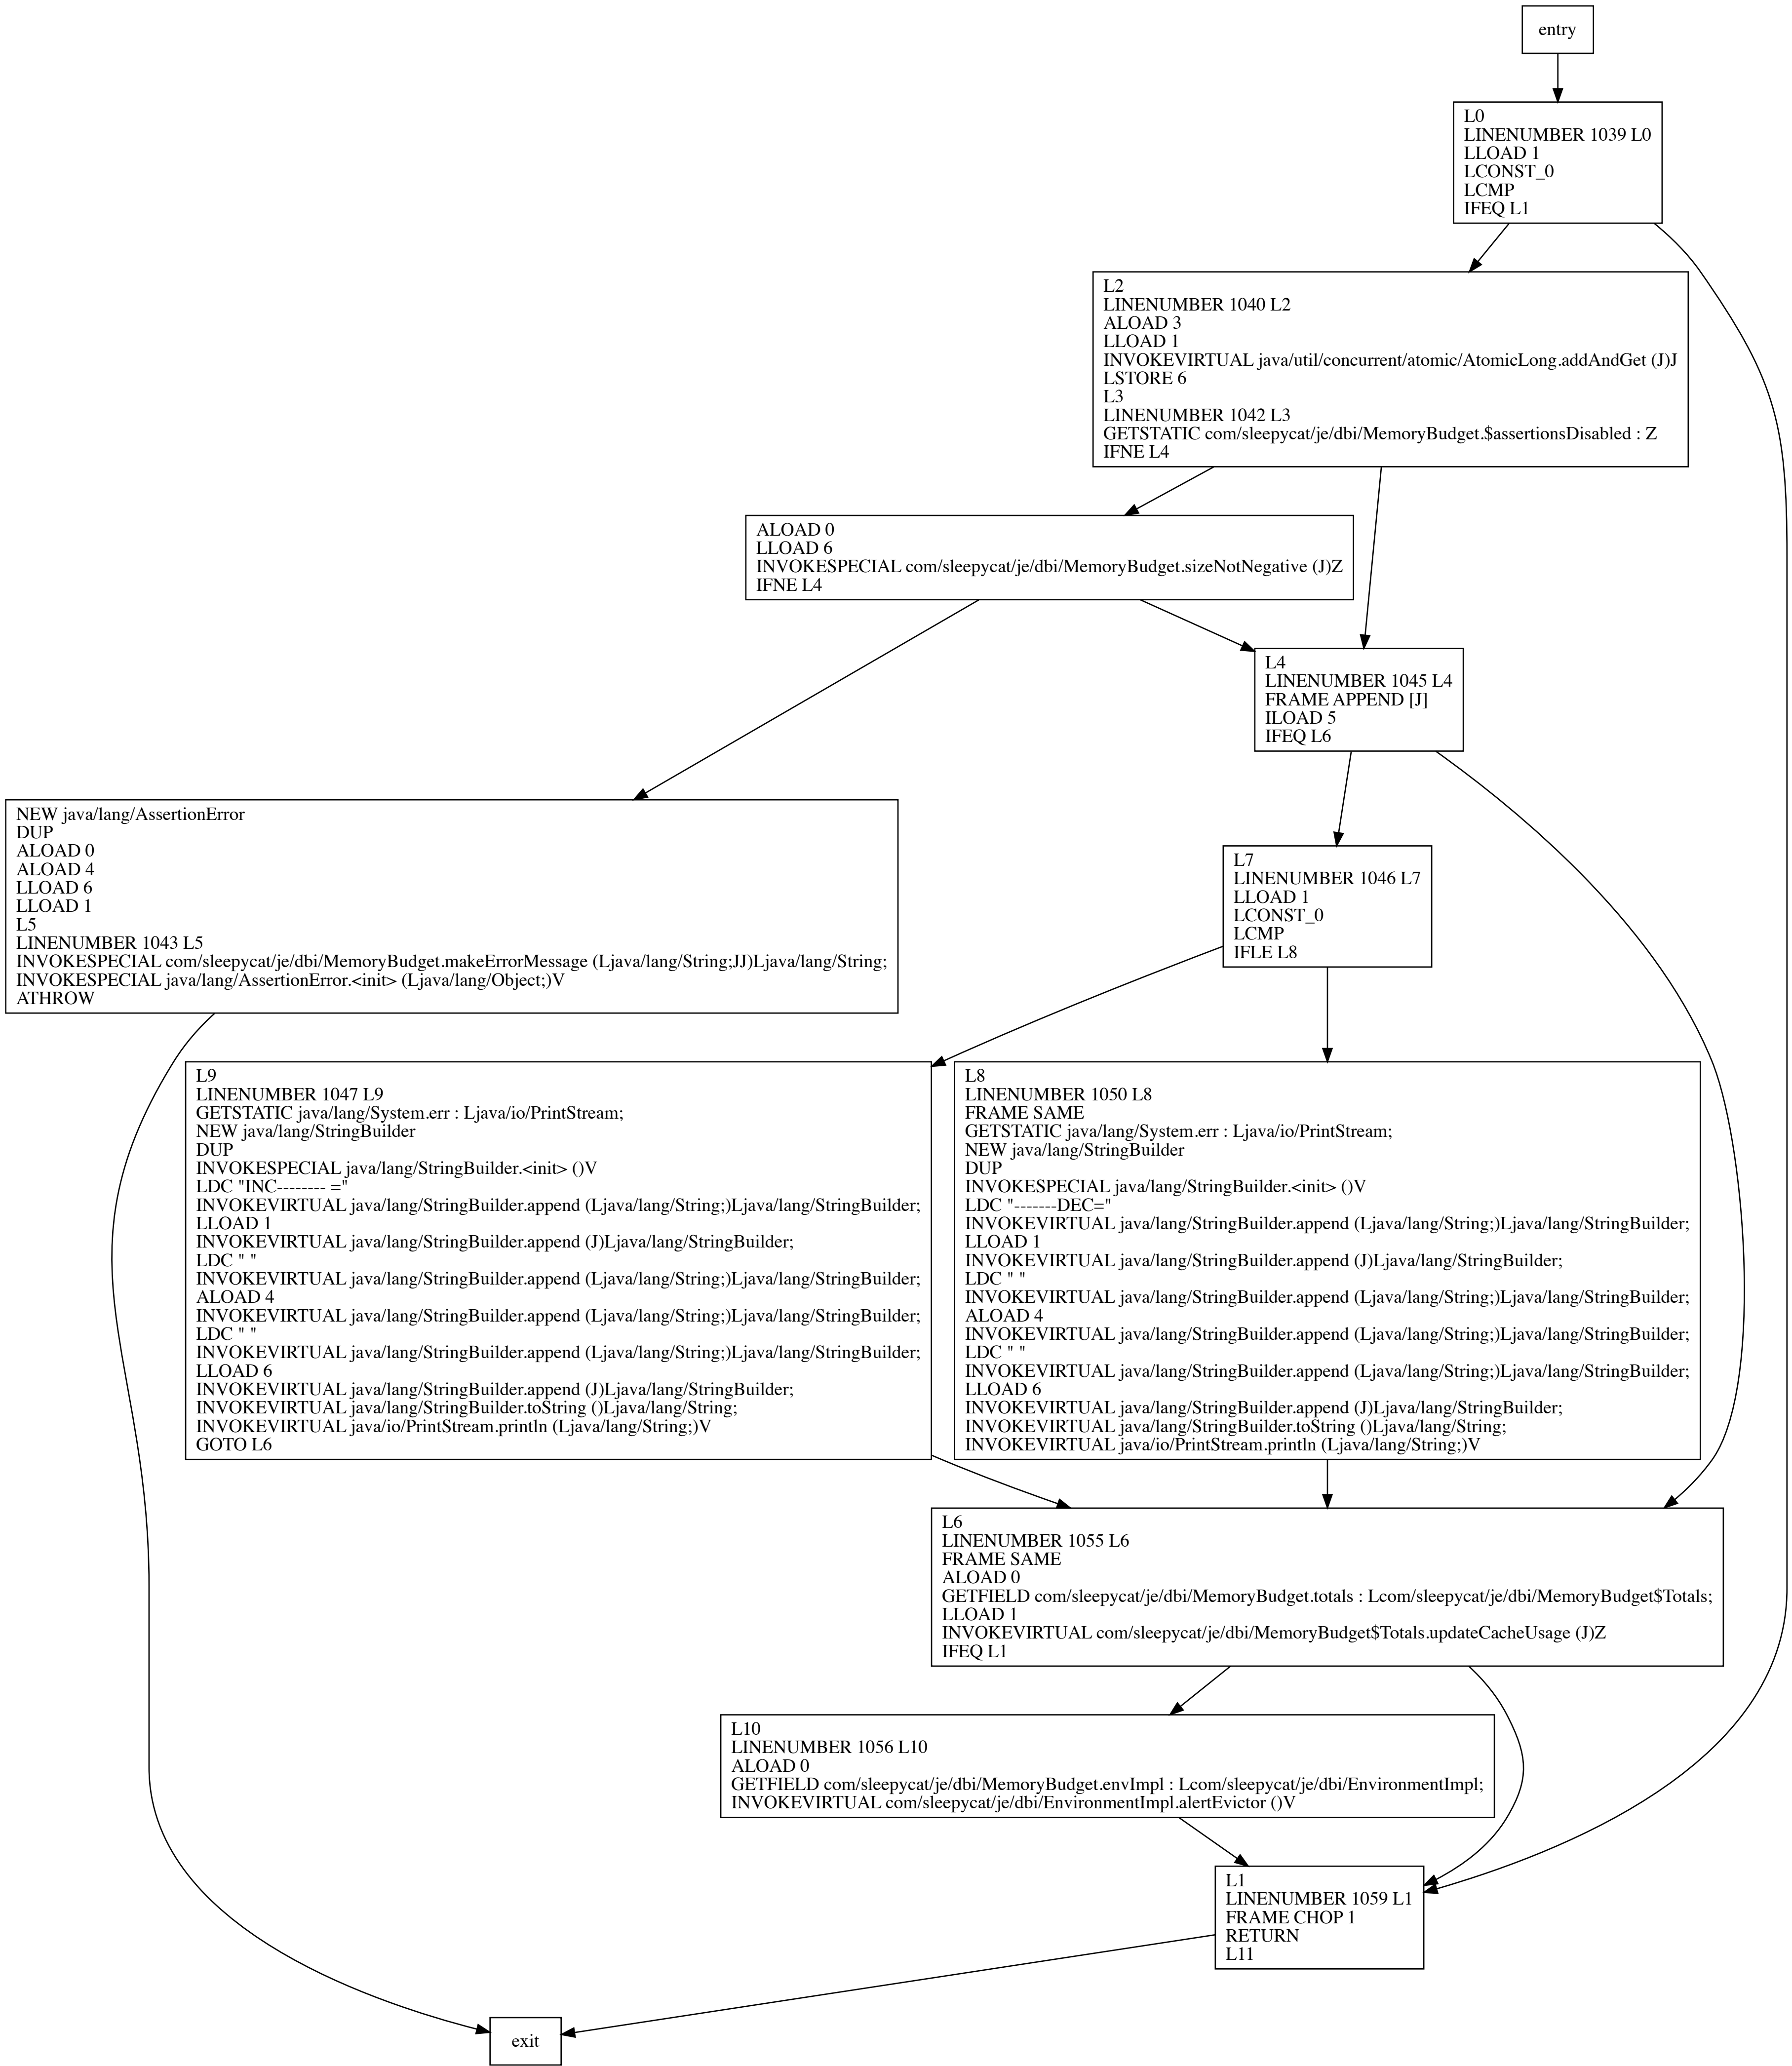 entry
L0
LINENUMBER 1039 L0
LLOAD 1
LCONST_0
LCMP
IFEQ L1
L2
LINENUMBER 1040 L2
ALOAD 3
LLOAD 1
INVOKEVIRTUAL java/util/concurrent/atomic/AtomicLong.addAndGet (J)J
LSTORE 6
L3
LINENUMBER 1042 L3
GETSTATIC com/sleepycat/je/dbi/MemoryBudget.$assertionsDisabled : Z
IFNE L4
ALOAD 0
LLOAD 6
INVOKESPECIAL com/sleepycat/je/dbi/MemoryBudget.sizeNotNegative (J)Z
IFNE L4
L4
LINENUMBER 1045 L4
FRAME APPEND [J]
ILOAD 5
IFEQ L6
NEW java/lang/AssertionError
DUP
ALOAD 0
ALOAD 4
LLOAD 6
LLOAD 1
L5
LINENUMBER 1043 L5
INVOKESPECIAL com/sleepycat/je/dbi/MemoryBudget.makeErrorMessage (Ljava/lang/String;JJ)Ljava/lang/String;
INVOKESPECIAL java/lang/AssertionError.<init> (Ljava/lang/Object;)V
ATHROW
L7
LINENUMBER 1046 L7
LLOAD 1
LCONST_0
LCMP
IFLE L8
L9
LINENUMBER 1047 L9
GETSTATIC java/lang/System.err : Ljava/io/PrintStream;
NEW java/lang/StringBuilder
DUP
INVOKESPECIAL java/lang/StringBuilder.<init> ()V
LDC "INC-------- ="
INVOKEVIRTUAL java/lang/StringBuilder.append (Ljava/lang/String;)Ljava/lang/StringBuilder;
LLOAD 1
INVOKEVIRTUAL java/lang/StringBuilder.append (J)Ljava/lang/StringBuilder;
LDC " "
INVOKEVIRTUAL java/lang/StringBuilder.append (Ljava/lang/String;)Ljava/lang/StringBuilder;
ALOAD 4
INVOKEVIRTUAL java/lang/StringBuilder.append (Ljava/lang/String;)Ljava/lang/StringBuilder;
LDC " "
INVOKEVIRTUAL java/lang/StringBuilder.append (Ljava/lang/String;)Ljava/lang/StringBuilder;
LLOAD 6
INVOKEVIRTUAL java/lang/StringBuilder.append (J)Ljava/lang/StringBuilder;
INVOKEVIRTUAL java/lang/StringBuilder.toString ()Ljava/lang/String;
INVOKEVIRTUAL java/io/PrintStream.println (Ljava/lang/String;)V
GOTO L6
L8
LINENUMBER 1050 L8
FRAME SAME
GETSTATIC java/lang/System.err : Ljava/io/PrintStream;
NEW java/lang/StringBuilder
DUP
INVOKESPECIAL java/lang/StringBuilder.<init> ()V
LDC "-------DEC="
INVOKEVIRTUAL java/lang/StringBuilder.append (Ljava/lang/String;)Ljava/lang/StringBuilder;
LLOAD 1
INVOKEVIRTUAL java/lang/StringBuilder.append (J)Ljava/lang/StringBuilder;
LDC " "
INVOKEVIRTUAL java/lang/StringBuilder.append (Ljava/lang/String;)Ljava/lang/StringBuilder;
ALOAD 4
INVOKEVIRTUAL java/lang/StringBuilder.append (Ljava/lang/String;)Ljava/lang/StringBuilder;
LDC " "
INVOKEVIRTUAL java/lang/StringBuilder.append (Ljava/lang/String;)Ljava/lang/StringBuilder;
LLOAD 6
INVOKEVIRTUAL java/lang/StringBuilder.append (J)Ljava/lang/StringBuilder;
INVOKEVIRTUAL java/lang/StringBuilder.toString ()Ljava/lang/String;
INVOKEVIRTUAL java/io/PrintStream.println (Ljava/lang/String;)V
L6
LINENUMBER 1055 L6
FRAME SAME
ALOAD 0
GETFIELD com/sleepycat/je/dbi/MemoryBudget.totals : Lcom/sleepycat/je/dbi/MemoryBudget$Totals;
LLOAD 1
INVOKEVIRTUAL com/sleepycat/je/dbi/MemoryBudget$Totals.updateCacheUsage (J)Z
IFEQ L1
L10
LINENUMBER 1056 L10
ALOAD 0
GETFIELD com/sleepycat/je/dbi/MemoryBudget.envImpl : Lcom/sleepycat/je/dbi/EnvironmentImpl;
INVOKEVIRTUAL com/sleepycat/je/dbi/EnvironmentImpl.alertEvictor ()V
L1
LINENUMBER 1059 L1
FRAME CHOP 1
RETURN
L11
exit